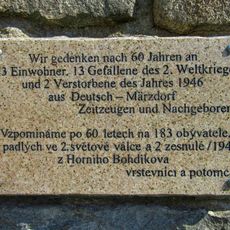 Wir gedenken nach 60 Jahren an
3 Einwohner, 13 Gefallene des 2. Weltkriege
und 2 Verstorbene des Jahres 1946
aus Deutsch – Märzdorf
Zeitzeugen und Nachgeboren
Vzpomínáme po 60 letech na 183 obyvatele,
padlých ve 2.světové válce a 2 zesnulé /194
z Horního Bohdíkova
vrstevníci a potomc